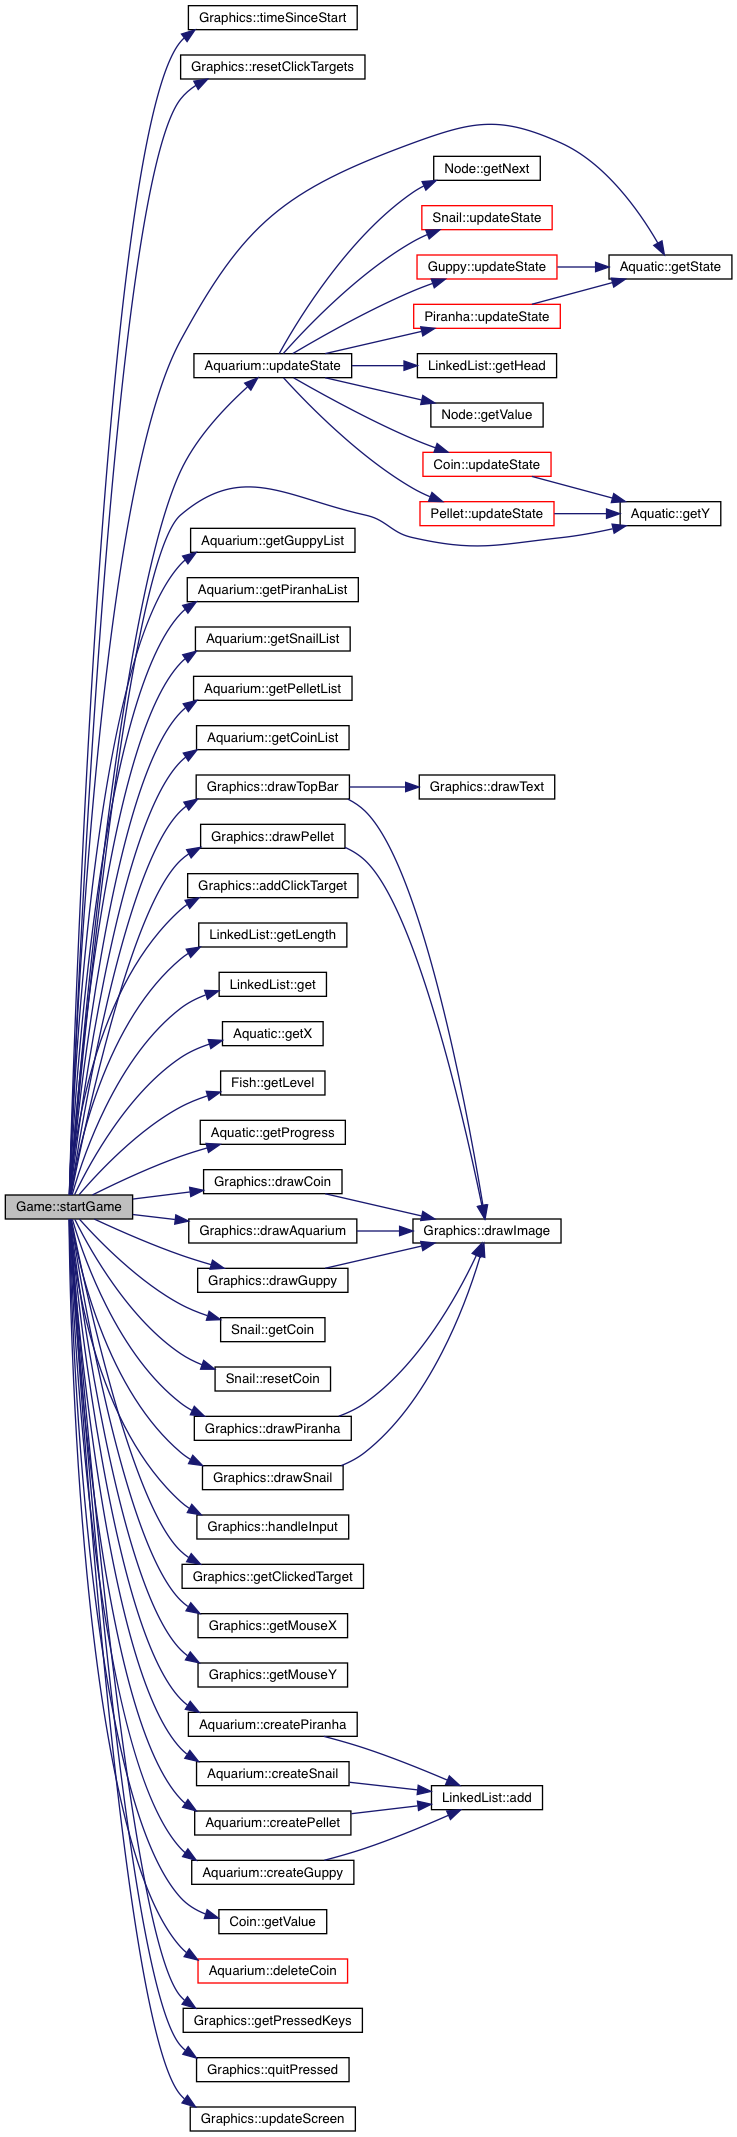 Graphics::timeSinceStart
Graphics::resetClickTargets
Node::getNext
Snail::updateState
Guppy::updateState
Aquatic::getState
Piranha::updateState
Aquarium::updateState
LinkedList::getHead
Node::getValue
Coin::updateState
Pellet::updateState
Aquatic::getY
Aquarium::getGuppyList
Aquarium::getPiranhaList
Aquarium::getSnailList
Aquarium::getPelletList
Aquarium::getCoinList
Graphics::drawTopBar
Graphics::drawText
Graphics::drawPellet
Graphics::addClickTarget
LinkedList::getLength
LinkedList::get
Aquatic::getX
Fish::getLevel
Aquatic::getProgress
Graphics::drawCoin
Game::startGame
Graphics::drawAquarium
Graphics::drawImage
Graphics::drawGuppy
Snail::getCoin
Snail::resetCoin
Graphics::drawPiranha
Graphics::drawSnail
Graphics::handleInput
Graphics::getClickedTarget
Graphics::getMouseX
Graphics::getMouseY
Aquarium::createPiranha
Aquarium::createSnail
LinkedList::add
Aquarium::createPellet
Aquarium::createGuppy
Coin::getValue
Aquarium::deleteCoin
Graphics::getPressedKeys
Graphics::quitPressed
Graphics::updateScreen